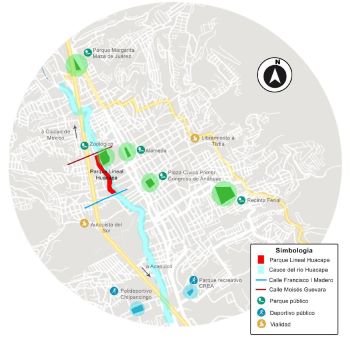 Parque Margarita
Maza de Juárez
a Ciudad de
México
Zoológico
Alameda
Libramiento a
Tixtla
Parque Lineal
Huacapa
Plaza Cívica Primer
Congreso de Anáhuac
Recinto Ferial
Autopista del
Sol
a Acapulco
Polideportivo
Chilpancingo
Parque recreativo
CREA
Simbología
Parque Lineal Huacapa
Cauce del río Huacapa
Calle Francisco I Madero
Calle Moisés Guevara
Parque público
Deportivo público
Vialidad